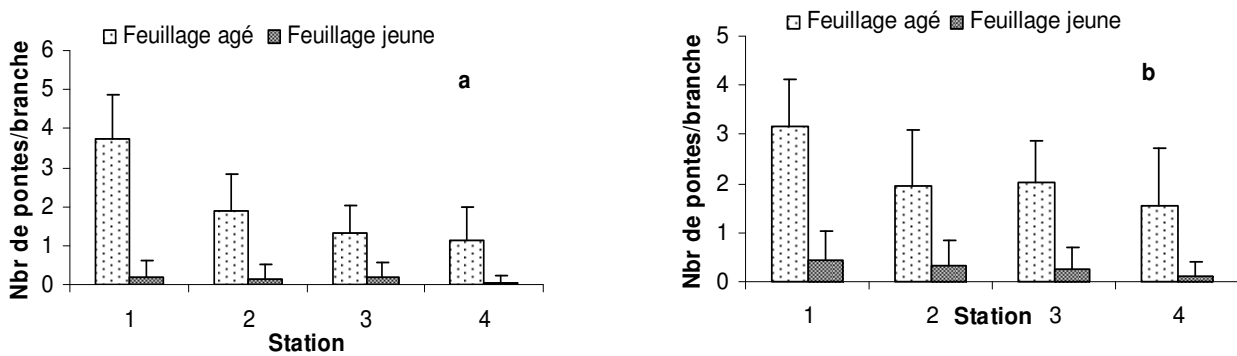 Feuillage agé Feuillage jeune
6
5
4
3
2
1
0
Nbr de pontes/branche
a
1 2 3 4
Station
Feuillage agé Feuillage jeune
5
4
3
2
1
0
Nbr de pontes/branche
b
1 2 Station 3 4